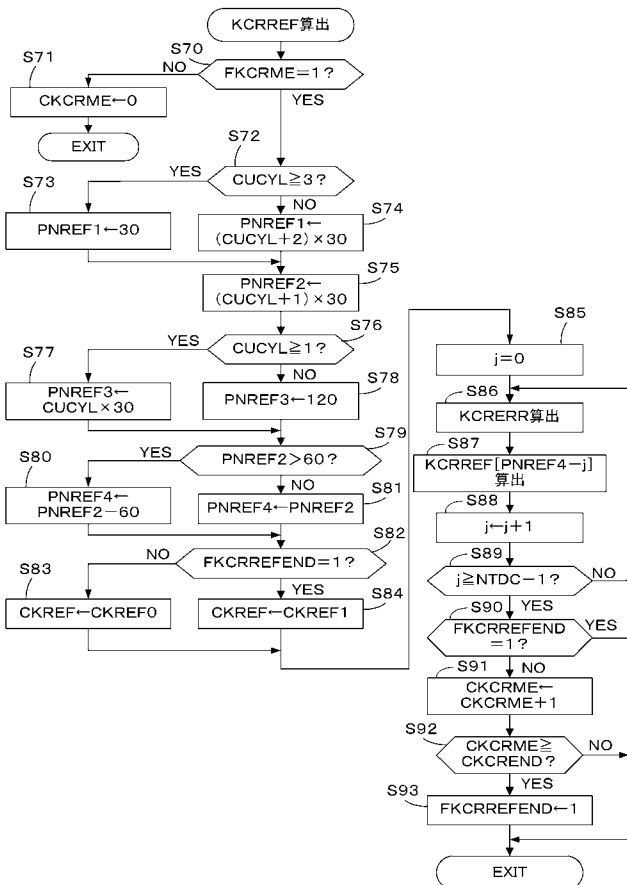 KCRREF算出
S70
FKCRME=1?
NO
YES
S71
CKCRME←0
EXIT
S72
CUCYL≧3?
YES
NO
S73
PNREF1←30
S74
PNREF1←
(CUCYL+2)×30
S75
PNREF2←
(CUCYL+1)×30
S76
CUCYL≧1?
YES
NO
S77
PNREF3←
CUCYL×30
S78
PNREF3←120
S79
PNREF2>60?
YES
NO
S80
PNREF4←
PNREF2-60
S81
PNREF4←PNREF2
S82
FKCRREFEND=1?
NO
YES
S83
CKREF←CKREF0
S84
CKREF←CKREF1
S85
j=0
S86
KCRERR算出
S87
KCRREF[PNREF4-j]
算出
S88
j←j+1
S89
j≧NTDC-1?
NO
YES
S90
FKCRREFEND
=1?
YES
NO
S91
CKCRME←
CKCRME+1
S92
CKCRME≧
CKCREND?
NO
YES
S93
FKCRREFEND←1
EXIT